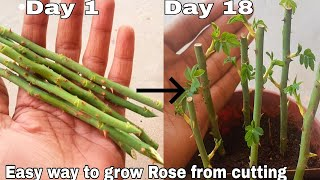 Day 1
Day 18
Easy way to grow Rose from cutting